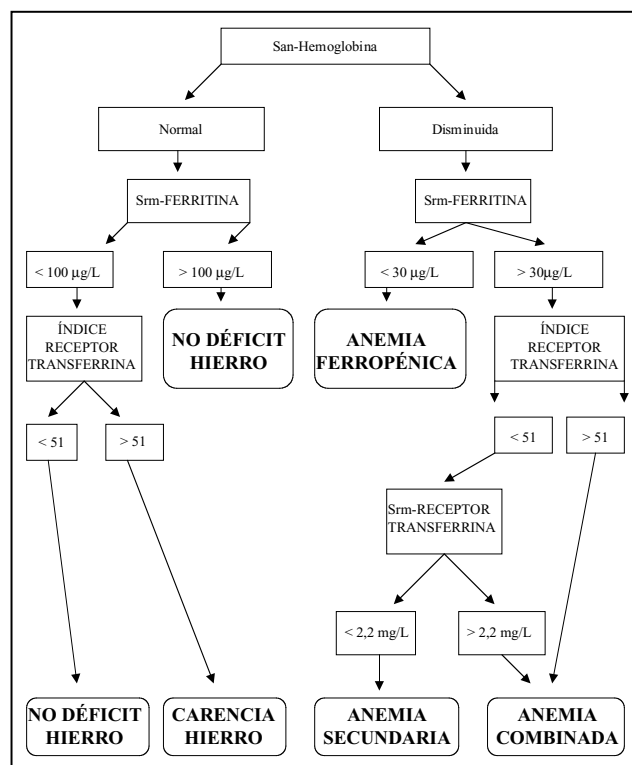 San-Hemoglobina
Normal
Disminuida
Srm-FERRITINA
Srm-FERRITINA
< 100 µg/L
> 100 µg/L
< 30 µg/L
> 30µg/L
NO DÉFICIT
HIERRO
ANEMIA
FERROPÉNICA
ÍNDICE
RECEPTOR
TRANSFERRINA
ÍNDICE
RECEPTOR
TRANSFERRINA
< 51
> 51
< 51
> 51
Srm-RECEPTOR
TRANSFERRINA
< 2,2 mg/L
> 2,2 mg/L
NO DÉFICIT
HIERRO
CARENCIA
HIERRO
ANEMIA
SECUNDARIA
ANEMIA
COMBINADA